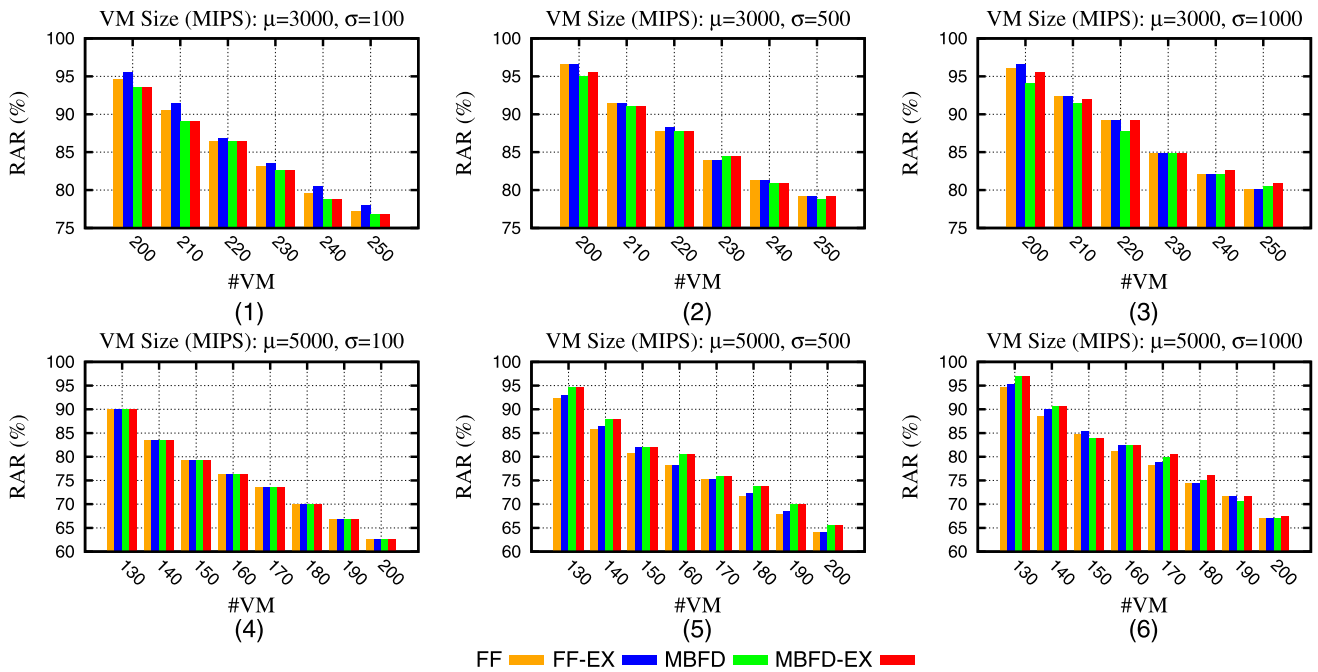 VM Size (MIPS): μ=3000, σ=100
100
95
90
85
80
75
RAR (%)
200 210 220 230 240 250
#VM
(1)
VM Size (MIPS): μ=3000, σ=500
100
95
90
85
80
75
RAR (%)
200 210 220 230 240 250
#VM
(2)
VM Size (MIPS): μ=3000, σ=1000
100
95
90
85
80
75
RAR (%)
200 210 220 230 240 250
#VM
(3)
VM Size (MIPS): μ=5000, σ=100
100
95
90
85
80
75
70
65
60
RAR (%)
130 140 150 160 170 180 190 200
#VM
(4)
VM Size (MIPS): μ=5000, σ=500
100
95
90
85
80
75
70
65
60
RAR (%)
130 140 150 160 170 180 190 200
#VM
(5)
VM Size (MIPS): μ=5000, σ=1000
100
95
90
85
80
75
70
65
60
RAR (%)
130 140 150 160 170 180 190 200
#VM
(6)
FF FF-EX MBFD MBFD-EX